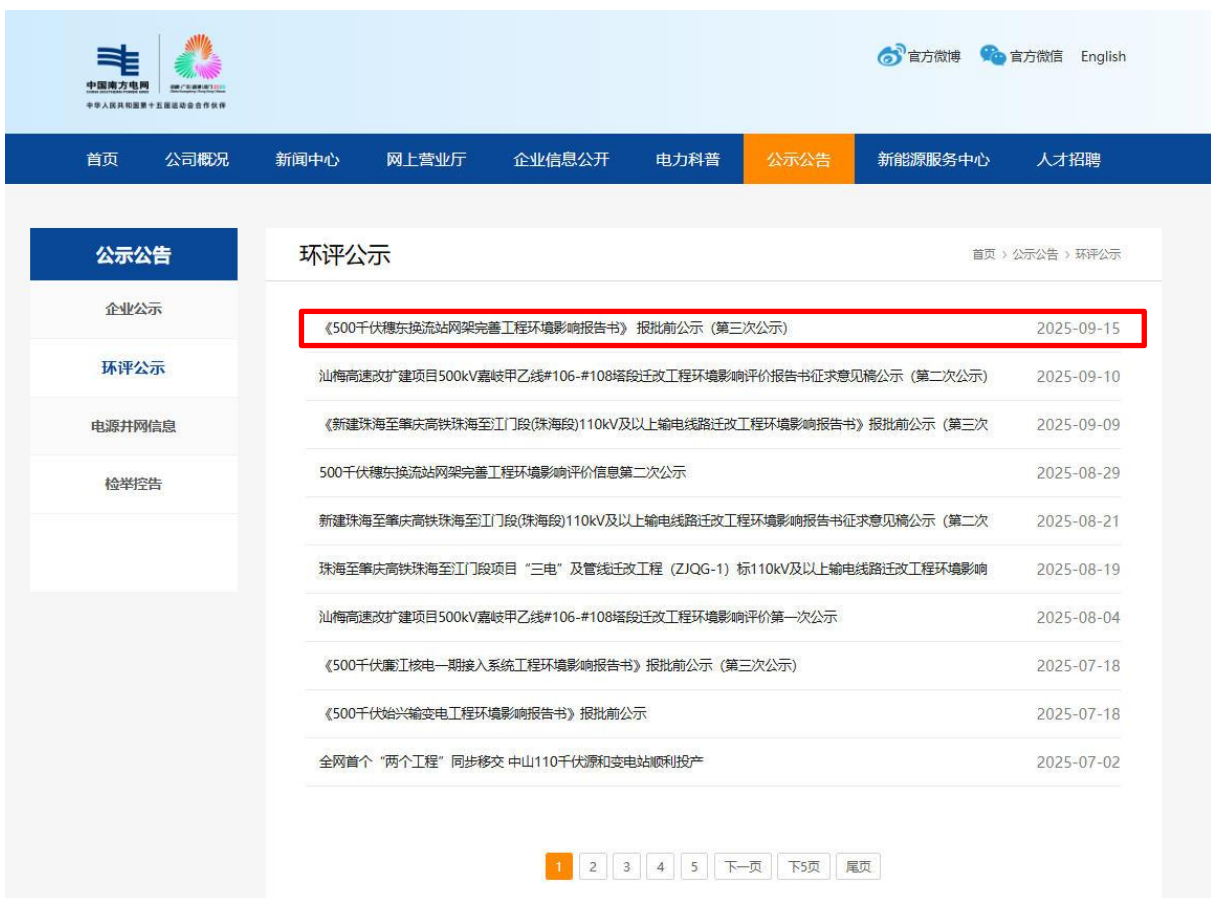 官方微博 官方微信 English
中国南方电网
中华人民共和国第十五届运动会合作伙伴
首页 公司概况 新闻中心 网上营业厅 企业信息公开 电力科普 公示公告 新能源服务中心 人才招聘
公示公告
企业公示
环评公示
电源并网信息
检举控告
环评公示
首页 > 公示公告 > 环评公示
《500千伏穗东换流站网架完善工程环境影响报告书》 报批前公示（第三次公示） 2025-09-15
汕梅高速改扩建项目500kV嘉岐甲乙线#106-#108塔段迁改工程环境影响评价报告书征求意见稿公示（第二次公示） 2025-09-10
《新建珠海至肇庆高铁珠海至江门段(珠海段)110kV及以上输电线路迁改工程环境影响报告书》报批前公示（第三次 2025-09-09
500千伏穗东换流站网架完善工程环境影响评价信息第二次公示 2025-08-29
新建珠海至肇庆高铁珠海至江门段(珠海段)110kV及以上输电线路迁改工程环境影响报告书征求意见稿公示（第二次 2025-08-21
珠海至肇庆高铁珠海至江门段项目“三电”及管线迁改工程（ZJQG-1）标110kV及以上输电线路迁改工程环境影响 2025-08-19
汕梅高速改扩建项目500kV嘉岐甲乙线#106-#108塔段迁改工程环境影响评价第一次公示 2025-08-04
《500千伏廉江核电一期接入系统工程环境影响报告书》报批前公示（第三次公示） 2025-07-18
《500千伏始兴输变电工程环境影响报告书》报批前公示 2025-07-18
全网首个“两个工程”同步移交 中山110千伏源和变电站顺利投产 2025-07-02
1 2 3 4 5 下一页 下5页 尾页